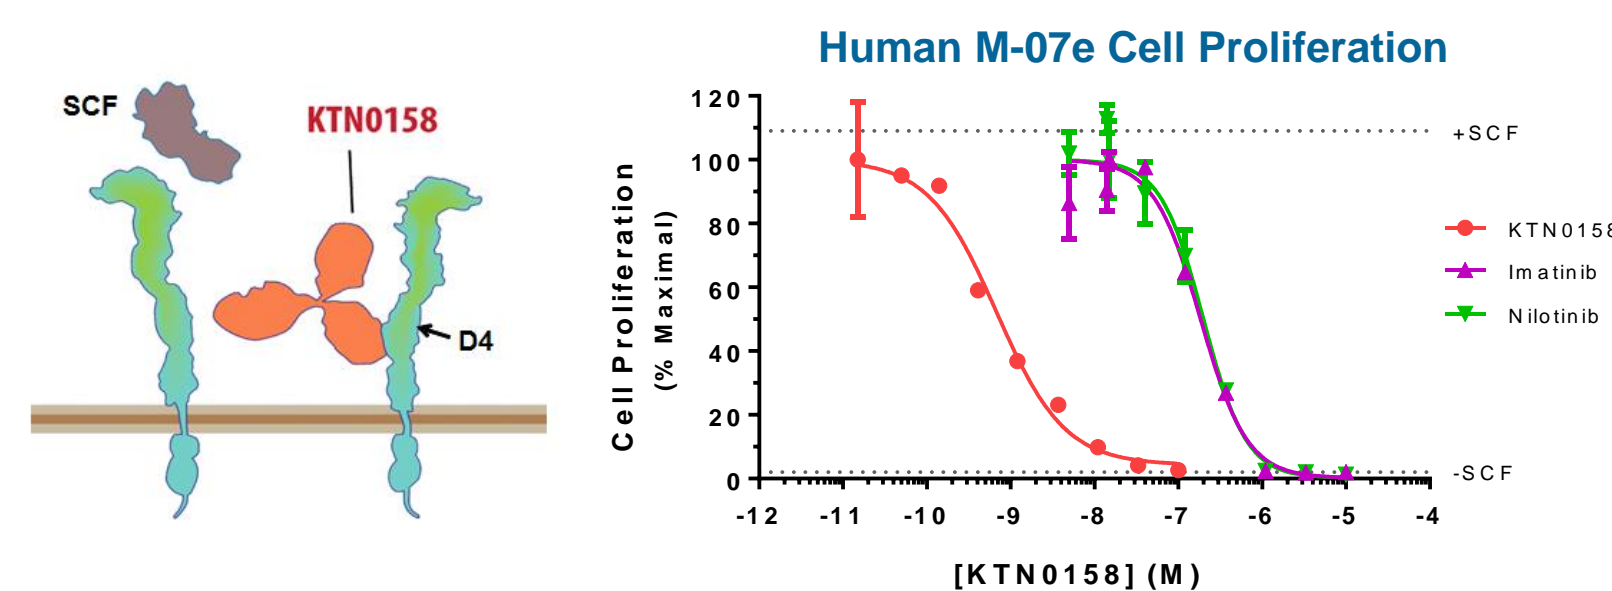 SCF
KTN0158
D4
Human M-07e Cell Proliferation
Cell Proliferation
(% Maximal)
120
100
80
60
40
20
0
-12 -11 -10 -9 -8 -7 -6 -5 -4
[KTN0158] (M)
+SCF
KTN0158
Imatinib
Nilotinib
-SCF